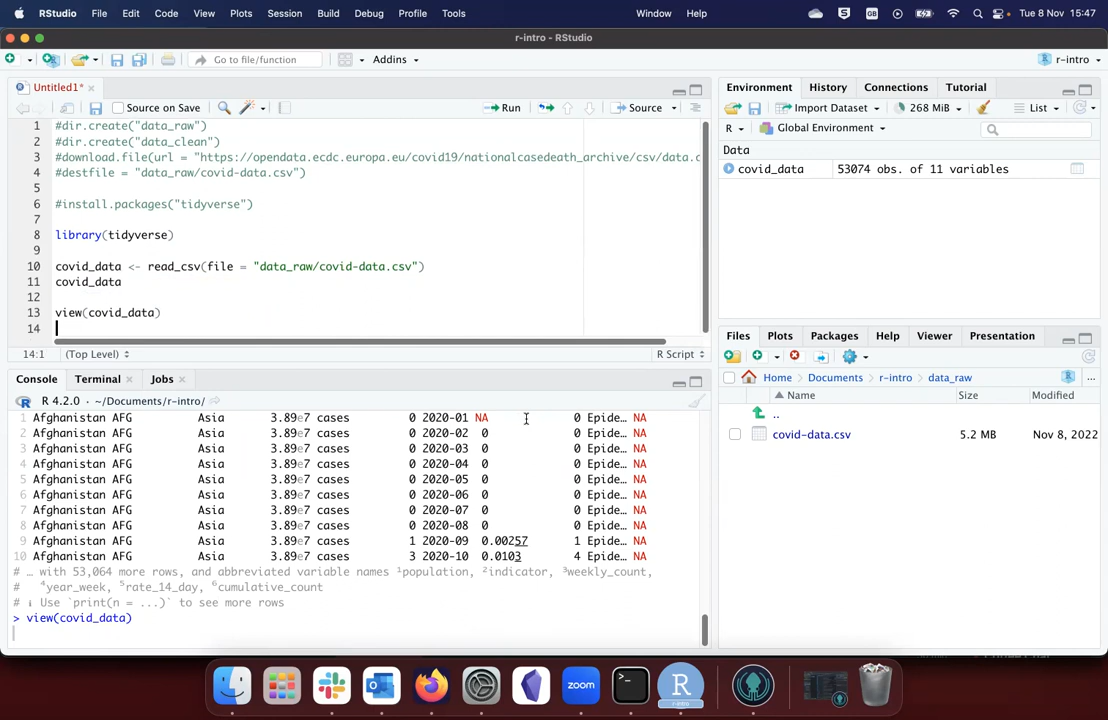 RStudio File Edit Code View Plots Session Build Debug Profile Tools Window Help Tue 8 Nov 15:47
r-intro – RStudio
Go to file/function Addins r-intro
Untitled1*
Source on Save Run Source
1 #dir.create("data_raw")
2 #dir.create("data_clean")
3 #download.file(url = "https://opendata.ecdc.europa.eu/covid19/nationalcasedeath_archive/csv/data.c
4 #destfile = "data_raw/covid-data.csv")
5
6 #install.packages("tidyverse")
7
8 library(tidyverse)
9
10 covid_data <- read_csv(file = "data_raw/covid-data.csv")
11 covid_data
12
13 view(covid_data)
14
14:1 (Top Level) R Script
Console Terminal Jobs
R 4.2.0 · ~/Documents/r-intro/
1 Afghanistan AFG Asia 3.89e7 cases 0 2020-01 NA 0 Epide… NA
2 Afghanistan AFG Asia 3.89e7 cases 0 2020-02 0 0 Epide… NA
3 Afghanistan AFG Asia 3.89e7 cases 0 2020-03 0 0 Epide… NA
4 Afghanistan AFG Asia 3.89e7 cases 0 2020-04 0 0 Epide… NA
5 Afghanistan AFG Asia 3.89e7 cases 0 2020-05 0 0 Epide… NA
6 Afghanistan AFG Asia 3.89e7 cases 0 2020-06 0 0 Epide… NA
7 Afghanistan AFG Asia 3.89e7 cases 0 2020-07 0 0 Epide… NA
8 Afghanistan AFG Asia 3.89e7 cases 0 2020-08 0 0 Epide… NA
9 Afghanistan AFG Asia 3.89e7 cases 1 2020-09 0.00257 1 Epide… NA
10 Afghanistan AFG Asia 3.89e7 cases 3 2020-10 0.0103 4 Epide… NA
# … with 53,064 more rows, and abbreviated variable names ¹population, ²indicator, ³weekly_count,
# ⁴year_week, ⁵rate_14_day, ⁶cumulative_count
# ℹ Use `print(n = ...)` to see more rows
> view(covid_data)
Environment History Connections Tutorial
Import Dataset 268 MiB List
R Global Environment
Data
covid_data 53074 obs. of 11 variables
Files Plots Packages Help Viewer Presentation
Home Documents r-intro data_raw ...
Name Size Modified
..
covid-data.csv 5.2 MB Nov 8, 2022
zoom
R
r-intro